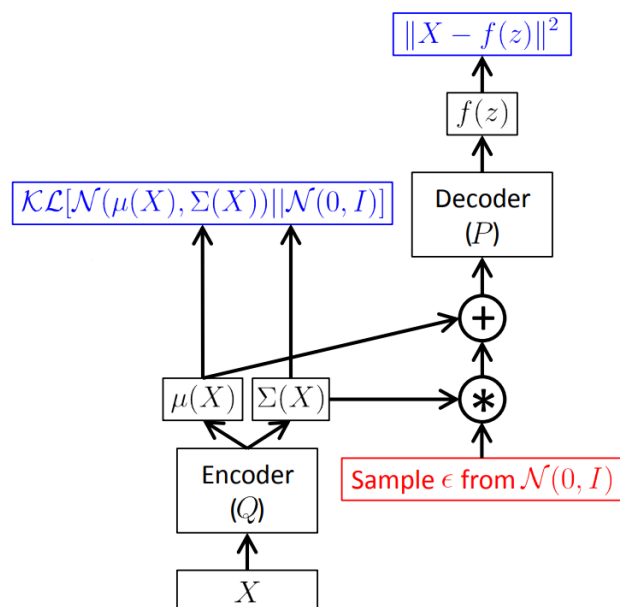 ‖X − f(z)‖²
f(z)
𝒦ℒ[𝒩(μ(X), Σ(X))||𝒩(0, I)]
Decoder
(P)
+
μ(X)
Σ(X)
*
Encoder
(Q)
Sample ϵ from 𝒩(0, I)
X